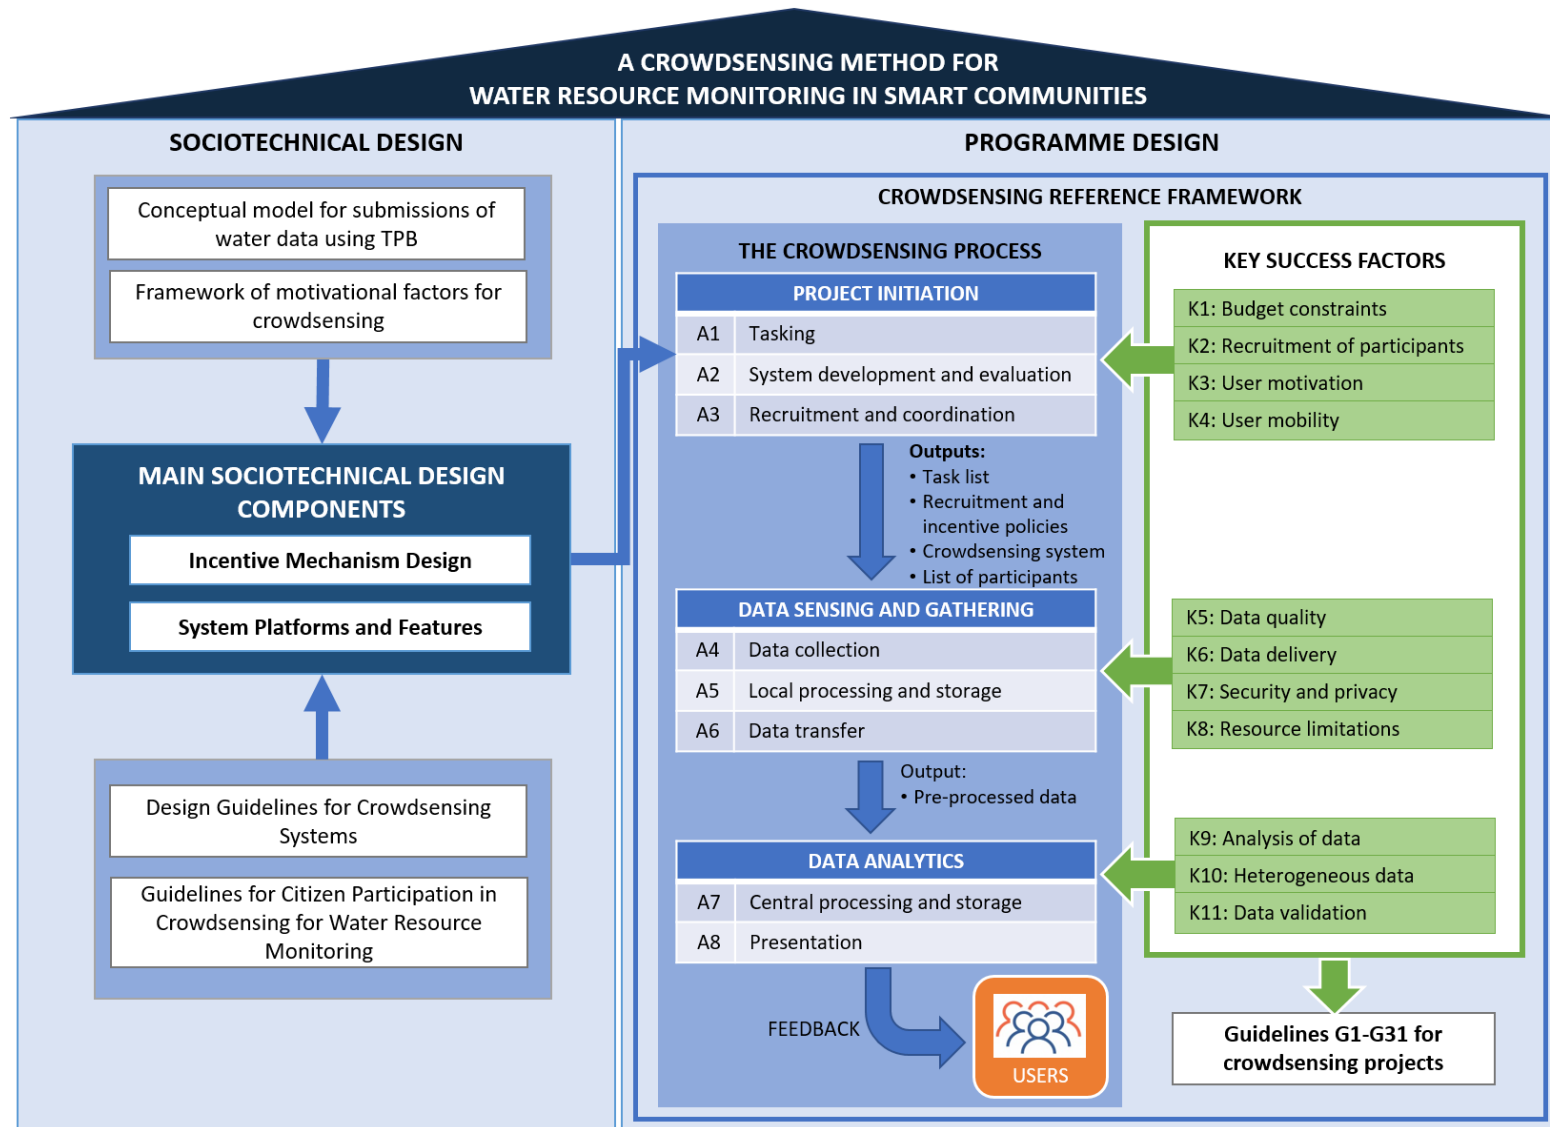 A CROWDSENSING METHOD FOR
WATER RESOURCE MONITORING IN SMART COMMUNITIES
SOCIOTECHNICAL DESIGN
Conceptual model for submissions of
water data using TPB
Framework of motivational factors for
crowdsensing
MAIN SOCIOTECHNICAL DESIGN
COMPONENTS
Incentive Mechanism Design
System Platforms and Features
Design Guidelines for Crowdsensing
Systems
Guidelines for Citizen Participation in
Crowdsensing for Water Resource
Monitoring
PROGRAMME DESIGN
CROWDSENSING REFERENCE FRAMEWORK
THE CROWDSENSING PROCESS
PROJECT INITIATION
A1 Tasking
A2 System development and evaluation
A3 Recruitment and coordination
Outputs:
• Task list
• Recruitment and
incentive policies
• Crowdsensing system
• List of participants
DATA SENSING AND GATHERING
A4 Data collection
A5 Local processing and storage
A6 Data transfer
Output:
• Pre-processed data
DATA ANALYTICS
A7 Central processing and storage
A8 Presentation
FEEDBACK
USERS
KEY SUCCESS FACTORS
K1: Budget constraints
K2: Recruitment of participants
K3: User motivation
K4: User mobility
K5: Data quality
K6: Data delivery
K7: Security and privacy
K8: Resource limitations
K9: Analysis of data
K10: Heterogeneous data
K11: Data validation
Guidelines G1-G31 for
crowdsensing projects